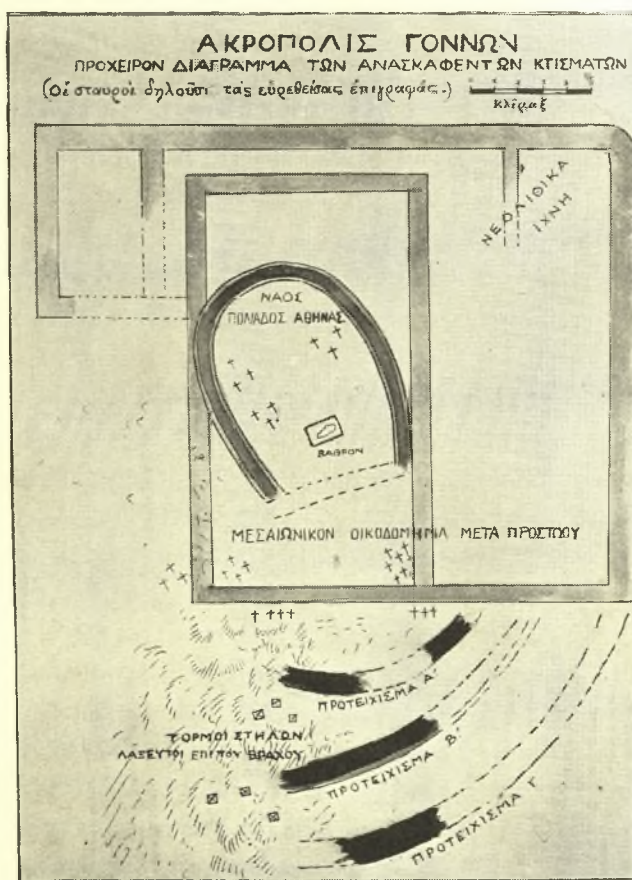 ΑΚΡΟΠΟΛΙΣ ΓΟΝΝΩΝ
ΠΡΟΧΕΙΡΟΝ ΔΙΑΓΡΑΜΜΑ ΤΩΝ ΑΝΑΣΚΑΦΕΝΤΩΝ ΚΤΙΣΜΑΤΩΝ
(Οἱ σταυροὶ δηλοῦσι τὰς εὑρεθείσας ἐπιγραφάς.)
Κλίμαξ
ΝΕΟΛΙΘΙΚΑ
ΙΧΝΗ
ΝΑΟΣ
ΠΟΛΙΑΔΟΣ ΑΘΗΝΑΣ
ΒΑΘΡΟΝ
ΜΕΣΑΙΩΝΙΚΟΝ ΟΙΚΟΔΟΜΗΜΑ ΜΕΤΑ ΠΡΟΣΤΩΟΥ
ΠΡΟΤΕΙΧΙΣΜΑ Α'
ΤΟΡΜΟΙ ΣΤΗΛΩΝ
ΛΑΞΕΥΤΟΙ ΕΠΙ ΤΟΥ ΒΡΑΧΟΥ
ΠΡΟΤΕΙΧΙΣΜΑ Β'
ΠΡΟΤΕΙΧΙΣΜΑ Γ'